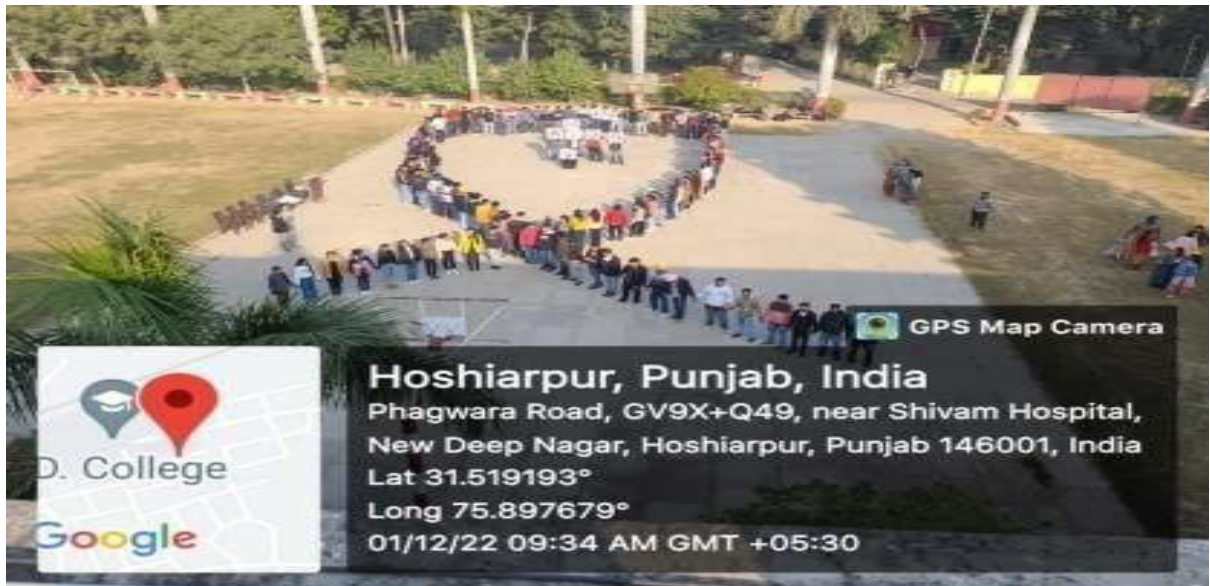 GPS Map Camera
Hoshiarpur, Punjab, India
Phagwara Road, GV9X+Q49, near Shivam Hospital,
New Deep Nagar, Hoshiarpur, Punjab 146001, India
Lat 31.519193°
Long 75.897679°
01/12/22 09:34 AM GMT +05:30
D. College
Google